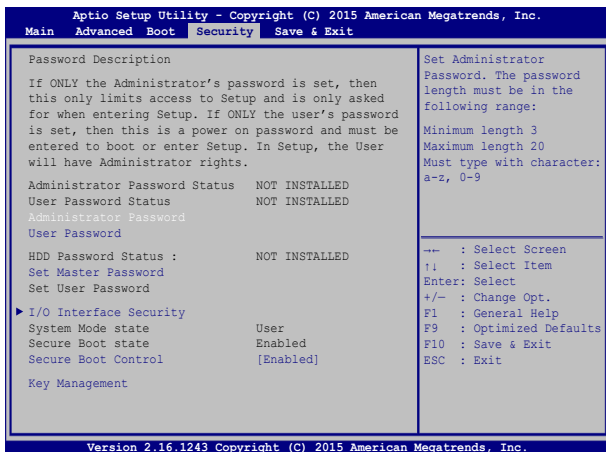 Aptio Setup Utility - Copyright (C) 2015 American Megatrends, Inc.
Main Advanced Boot Security Save & Exit
Password Description
If ONLY the Administrator's password is set, then
this only limits access to Setup and is only asked
for when entering Setup. If ONLY the user's password
is set, then this is a power on password and must be
entered to boot or enter Setup. In Setup, the User
will have Administrator rights.
Administrator Password Status NOT INSTALLED
User Password Status NOT INSTALLED
Administrator Password
User Password
HDD Password Status : NOT INSTALLED
Set Master Password
Set User Password
I/O Interface Security
System Mode state User
Secure Boot state Enabled
Secure Boot Control [Enabled]
Key Management
Set Administrator
Password. The password
length must be in the
following range:
Minimum length 3
Maximum length 20
Must type with character:
a-z, 0-9
→← : Select Screen
↑↓ : Select Item
Enter: Select
+/— : Change Opt.
F1 : General Help
F9 : Optimized Defaults
F10 : Save & Exit
ESC : Exit
Version 2.16.1243 Copyright (C) 2015 American Megatrends, Inc.